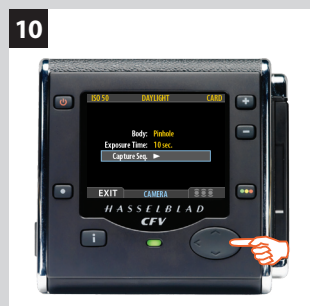 10
ISO 50 DAYLIGHT CARD
Body: Pinhole
Exposure Time: 10 sec.
Capture Seq. ►
EXIT CAMERA
HASSELBLAD
CFV
i